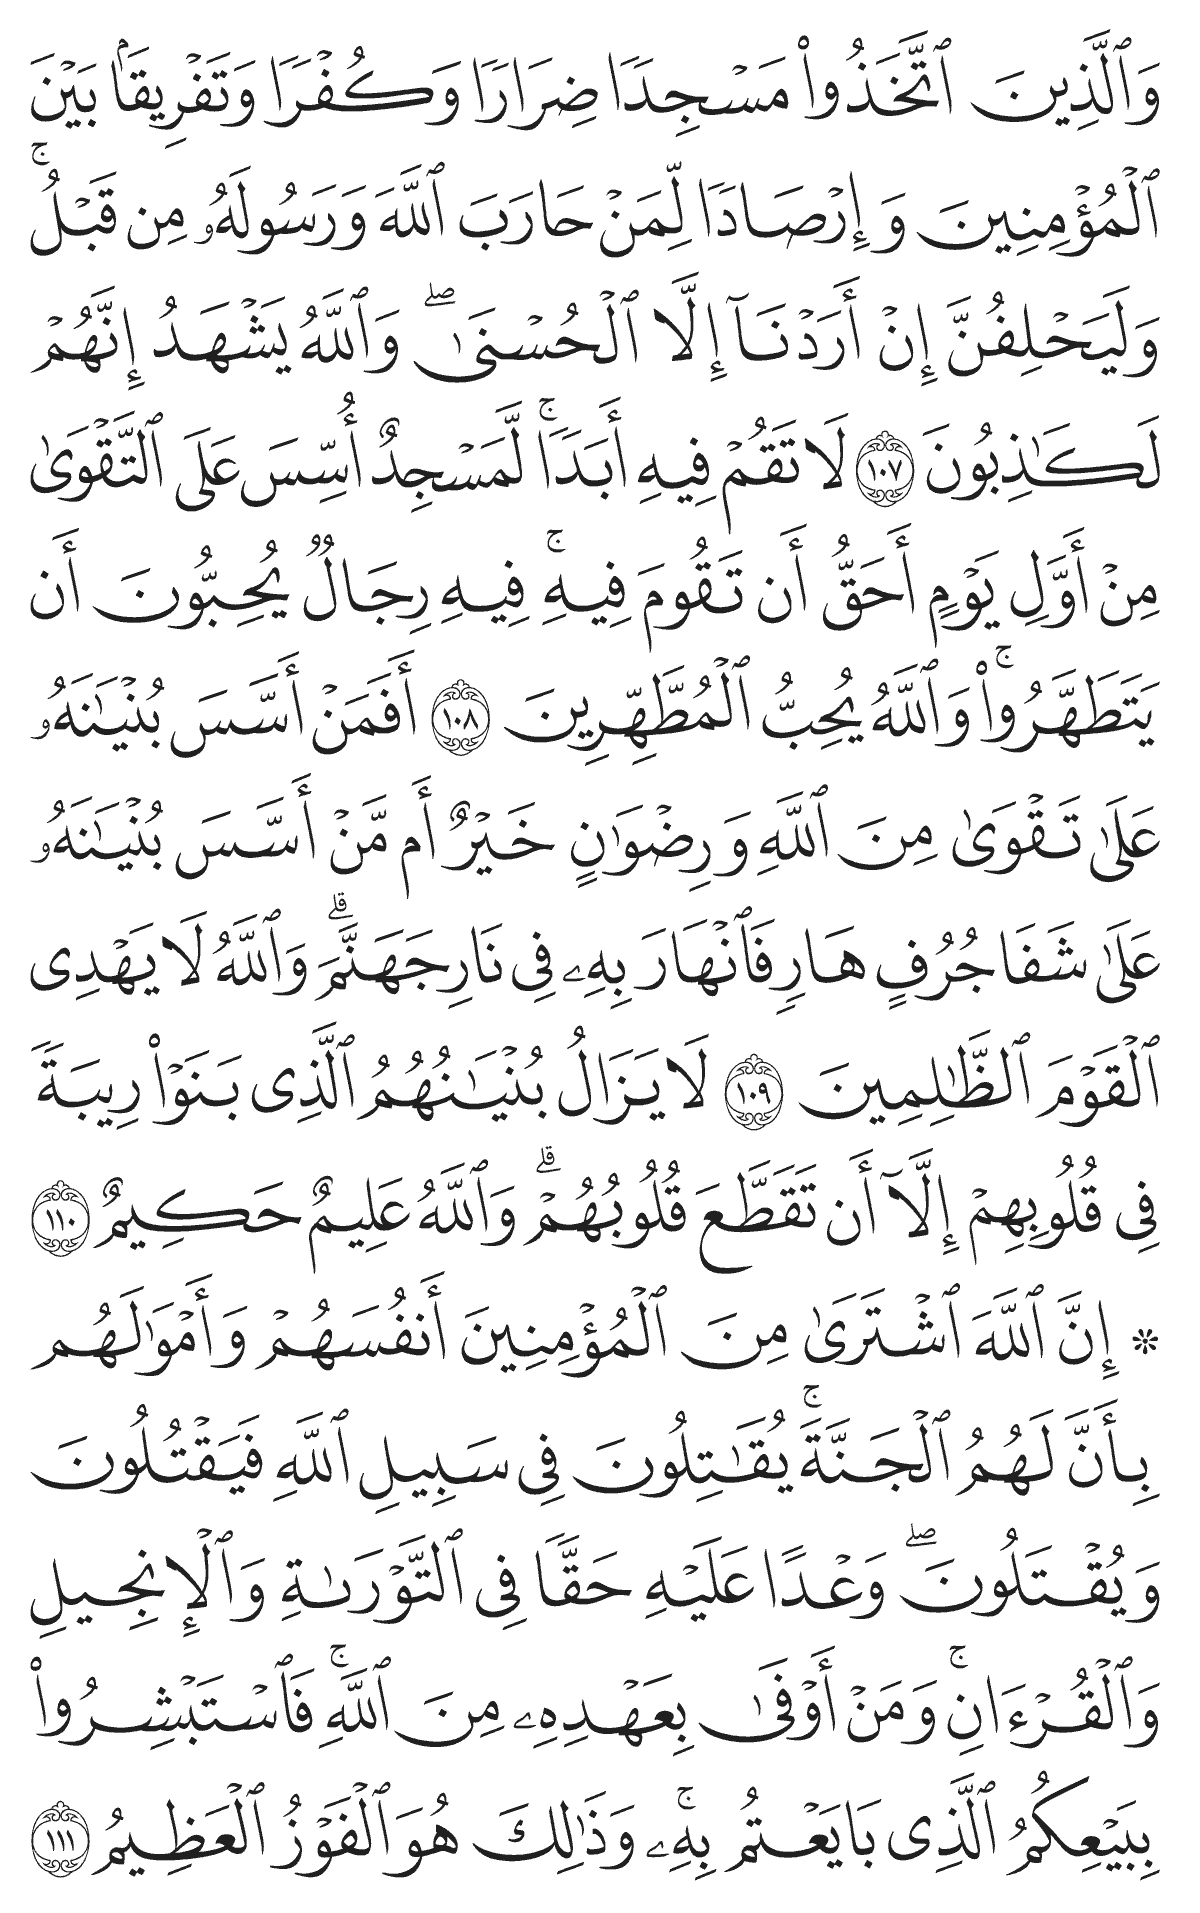 وَٱلَّذِينَ ٱتَّخَذُوا۟ مَسْجِدًۭا ضِرَارًۭا وَكُفْرًۭا وَتَفْرِيقًۢا بَيْنَ
ٱلْمُؤْمِنِينَ وَإِرْصَادًۭا لِّمَنْ حَارَبَ ٱللَّهَ وَرَسُولَهُۥ مِن قَبْلُ ۚ
وَلَيَحْلِفُنَّ إِنْ أَرَدْنَآ إِلَّا ٱلْحُسْنَىٰ ۖ وَٱللَّهُ يَشْهَدُ إِنَّهُمْ
لَكَـٰذِبُونَ ١٠٧ لَا تَقُمْ فِيهِ أَبَدًۭا ۚ لَّمَسْجِدٌ أُسِّسَ عَلَى ٱلتَّقْوَىٰ
مِنْ أَوَّلِ يَوْمٍ أَحَقُّ أَن تَقُومَ فِيهِ ۚ فِيهِ رِجَالٌۭ يُحِبُّونَ أَن
يَتَطَهَّرُوا۟ ۚ وَٱللَّهُ يُحِبُّ ٱلْمُطَّهِّرِينَ ١٠٨ أَفَمَنْ أَسَّسَ بُنْيَـٰنَهُۥ
عَلَىٰ تَقْوَىٰ مِنَ ٱللَّهِ وَرِضْوَٰنٍ خَيْرٌ أَم مَّنْ أَسَّسَ بُنْيَـٰنَهُۥ
عَلَىٰ شَفَا جُرُفٍ هَارٍۢ فَٱنْهَارَ بِهِۦ فِى نَارِ جَهَنَّمَ ۗ وَٱللَّهُ لَا يَهْدِى
ٱلْقَوْمَ ٱلظَّـٰلِمِينَ ١٠٩ لَا يَزَالُ بُنْيَـٰنُهُمُ ٱلَّذِى بَنَوْا۟ رِيبَةًۭ
فِى قُلُوبِهِمْ إِلَّآ أَن تَقَطَّعَ قُلُوبُهُمْ ۗ وَٱللَّهُ عَلِيمٌ حَكِيمٌ ١١٠
۞ إِنَّ ٱللَّهَ ٱشْتَرَىٰ مِنَ ٱلْمُؤْمِنِينَ أَنفُسَهُمْ وَأَمْوَٰلَهُم
بِأَنَّ لَهُمُ ٱلْجَنَّةَ ۚ يُقَـٰتِلُونَ فِى سَبِيلِ ٱللَّهِ فَيَقْتُلُونَ
وَيُقْتَلُونَ ۖ وَعْدًا عَلَيْهِ حَقًّۭا فِى ٱلتَّوْرَىٰةِ وَٱلْإِنجِيلِ
وَٱلْقُرْءَانِ ۚ وَمَنْ أَوْفَىٰ بِعَهْدِهِۦ مِنَ ٱللَّهِ ۚ فَٱسْتَبْشِرُوا۟
بِبَيْعِكُمُ ٱلَّذِى بَايَعْتُم بِهِۦ ۚ وَذَٰلِكَ هُوَ ٱلْفَوْزُ ٱلْعَظِيمُ ١١١